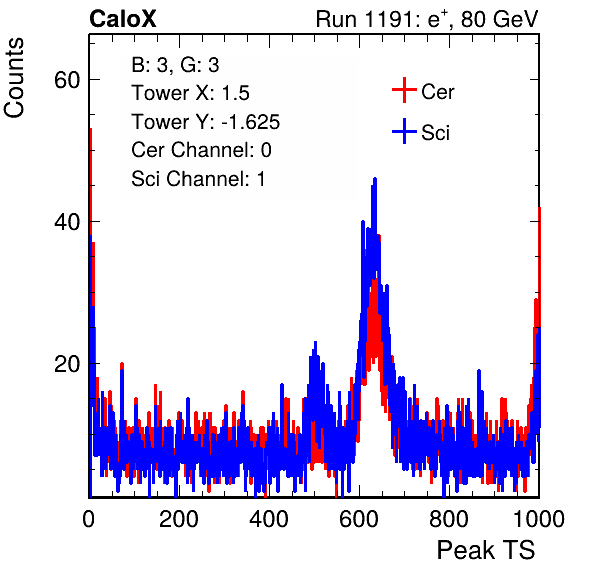 CaloX Run 1191: e⁺, 80 GeV
Counts
B: 3, G: 3
Tower X: 1.5
Tower Y: -1.625
Cer Channel: 0
Sci Channel: 1
Cer
Sci
60
40
20
0 200 400 600 800 1000
Peak TS